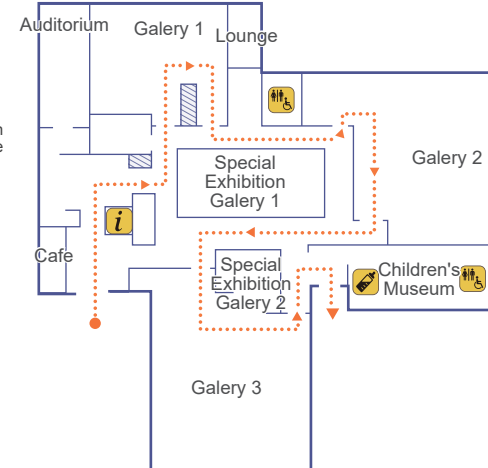 Auditorium
Galery 1
Lounge
Galery 2
Special
Exhibition
Galery 1
i
Cafe
Special
Exhibition
Galery 2
Children's
Museum
Galery 3